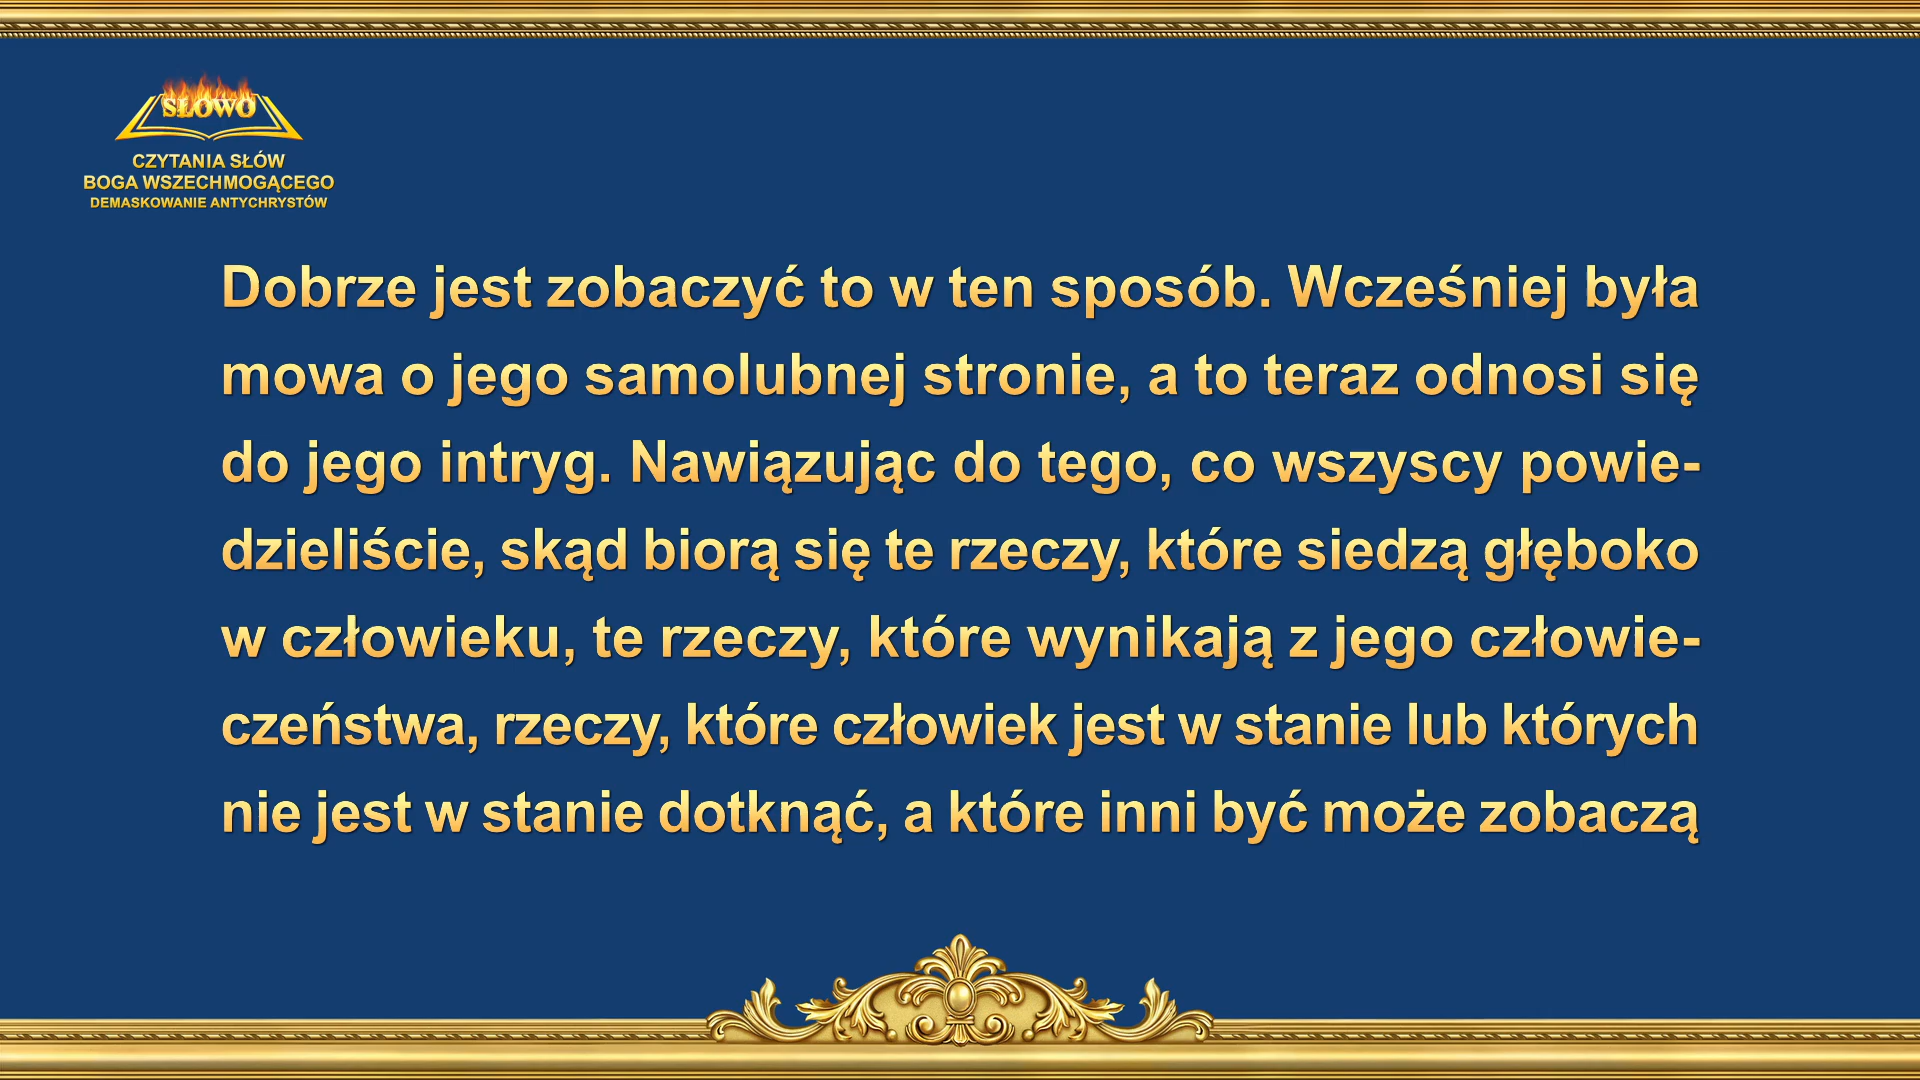 SŁOWO
CZYTANIA SŁÓW
BOGA WSZECHMOGĄCEGO
DEMASKOWANIE ANTYCHRYSTÓW
Dobrze jest zobaczyć to w ten sposób. Wcześniej była
mowa o jego samolubnej stronie, a to teraz odnosi się
do jego intryg. Nawiązując do tego, co wszyscy powie-
dzieliście, skąd biorą się te rzeczy, które siedzą głęboko
w człowieku, te rzeczy, które wynikają z jego człowie-
czeństwa, rzeczy, które człowiek jest w stanie lub których
nie jest w stanie dotknąć, a które inni być może zobaczą